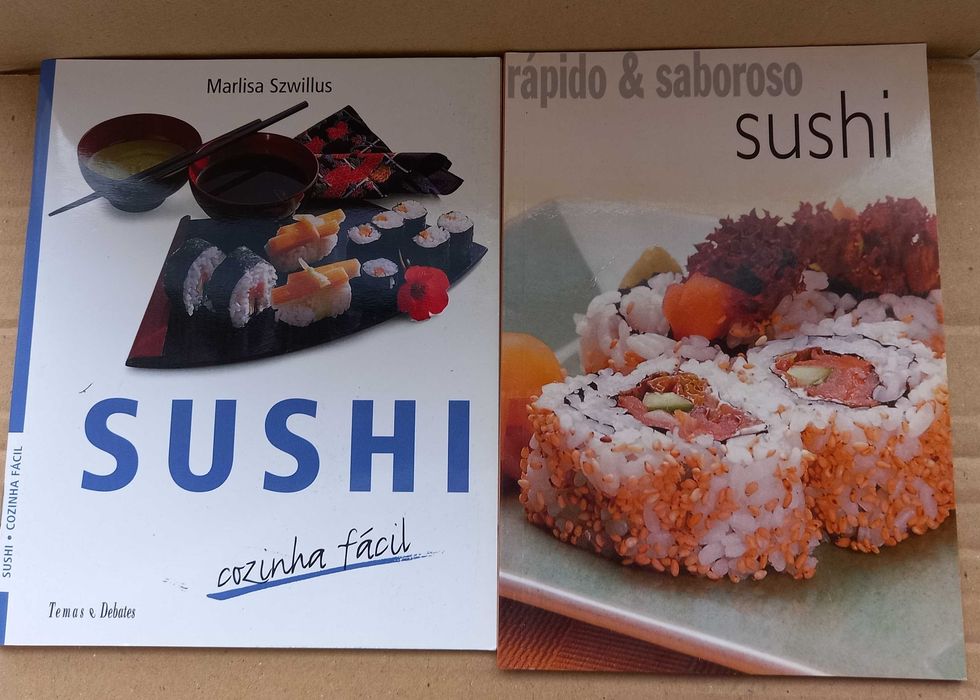 Marlisa Szwillus
SUSHI
cozinha fácil
Temas e Debates
SUSHI • COZINHA FÁCIL
rápido & saboroso
sushi